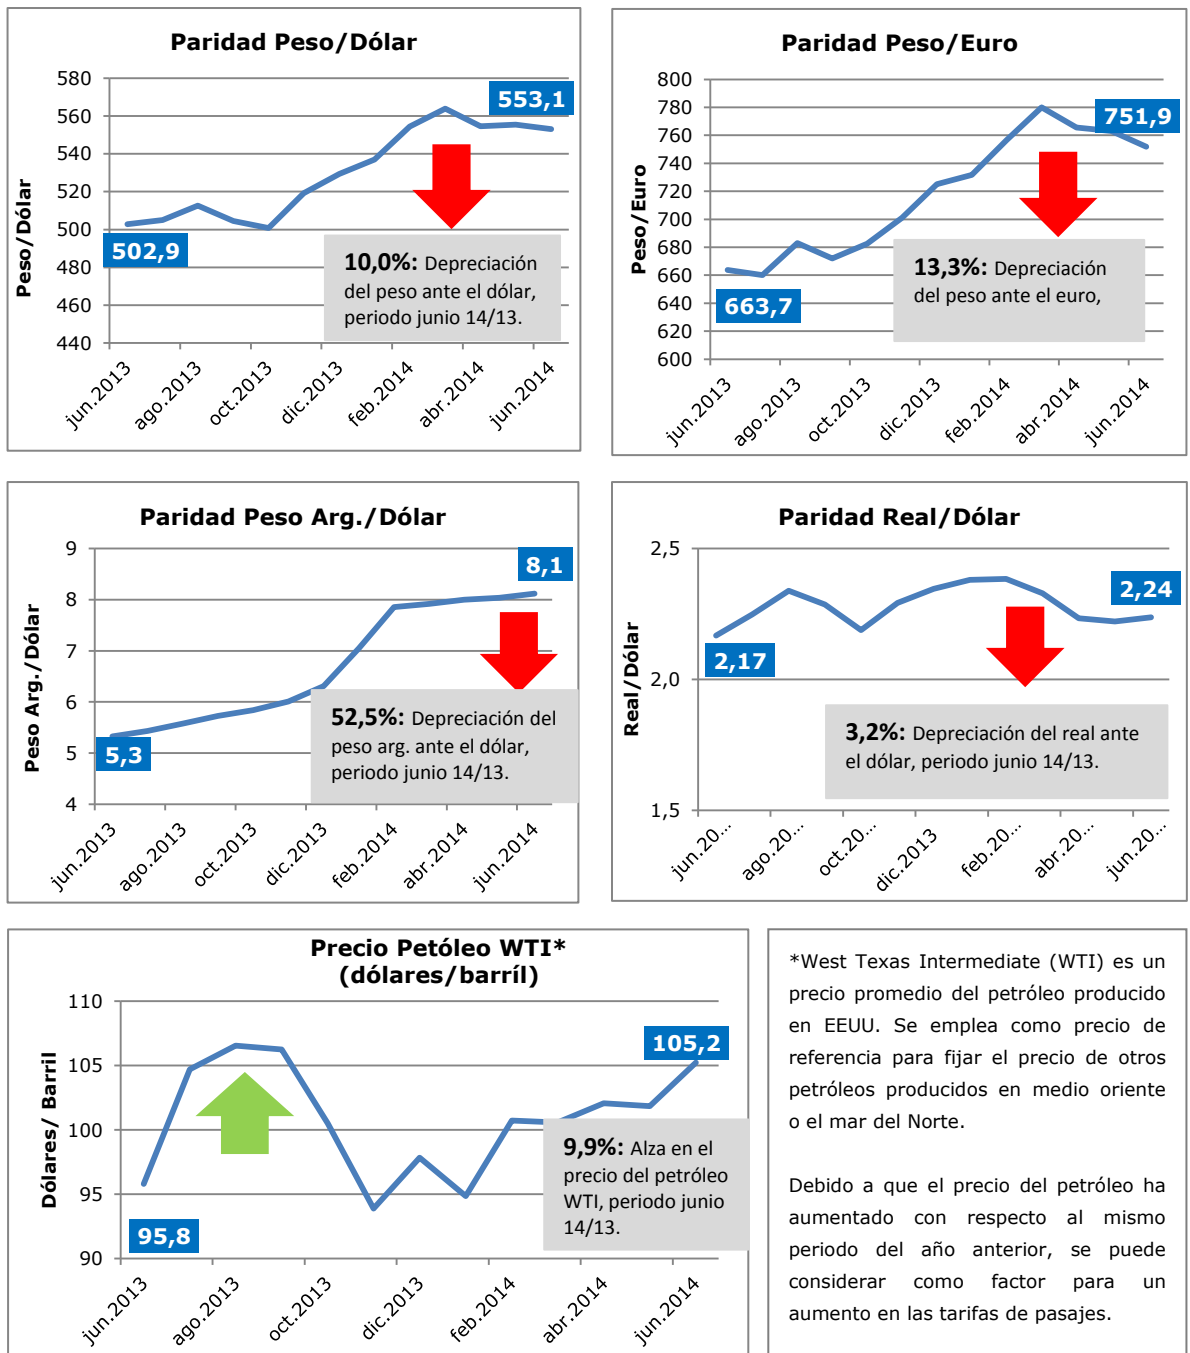 Paridad Peso/Dólar
Peso/Dólar
580
560
540
520
500
480
460
440
553,1
502,9
10,0%: Depreciación
del peso ante el dólar,
periodo junio 14/13.
jun.2013
ago.2013
oct.2013
dic.2013
feb.2014
abr.2014
jun.2014
Paridad Peso/Euro
Peso/Euro
800
780
760
740
720
700
680
660
640
620
600
751,9
663,7
13,3%: Depreciación
del peso ante el euro,
jun.2013
ago.2013
oct.2013
dic.2013
feb.2014
abr.2014
jun.2014
Paridad Peso Arg./Dólar
Peso Arg./Dólar
9
8
7
6
5
4
8,1
5,3
52,5%: Depreciación del
peso arg. ante el dólar,
periodo junio 14/13.
jun.2013
ago.2013
oct.2013
dic.2013
feb.2014
abr.2014
jun.2014
Paridad Real/Dólar
Real/Dólar
2,5
2,0
1,5
2,24
2,17
3,2%: Depreciación del real ante
el dólar, periodo junio 14/13.
jun.20...
ago.20...
oct.20...
dic.2013
feb.20...
abr.20...
jun.20...
Precio Petóleo WTI*
(dólares/barríl)
Dólares/ Barril
110
105
100
95
90
105,2
95,8
9,9%: Alza en el
precio del petróleo
WTI, periodo junio
14/13.
jun.2013
ago.2013
oct.2013
dic.2013
feb.2014
abr.2014
jun.2014
*West Texas Intermediate (WTI) es un
precio promedio del petróleo producido
en EEUU. Se emplea como precio de
referencia para fijar el precio de otros
petróleos producidos en medio oriente
o el mar del Norte.
Debido a que el precio del petróleo ha
aumentado con respecto al mismo
periodo del año anterior, se puede
considerar como factor para un
aumento en las tarifas de pasajes.